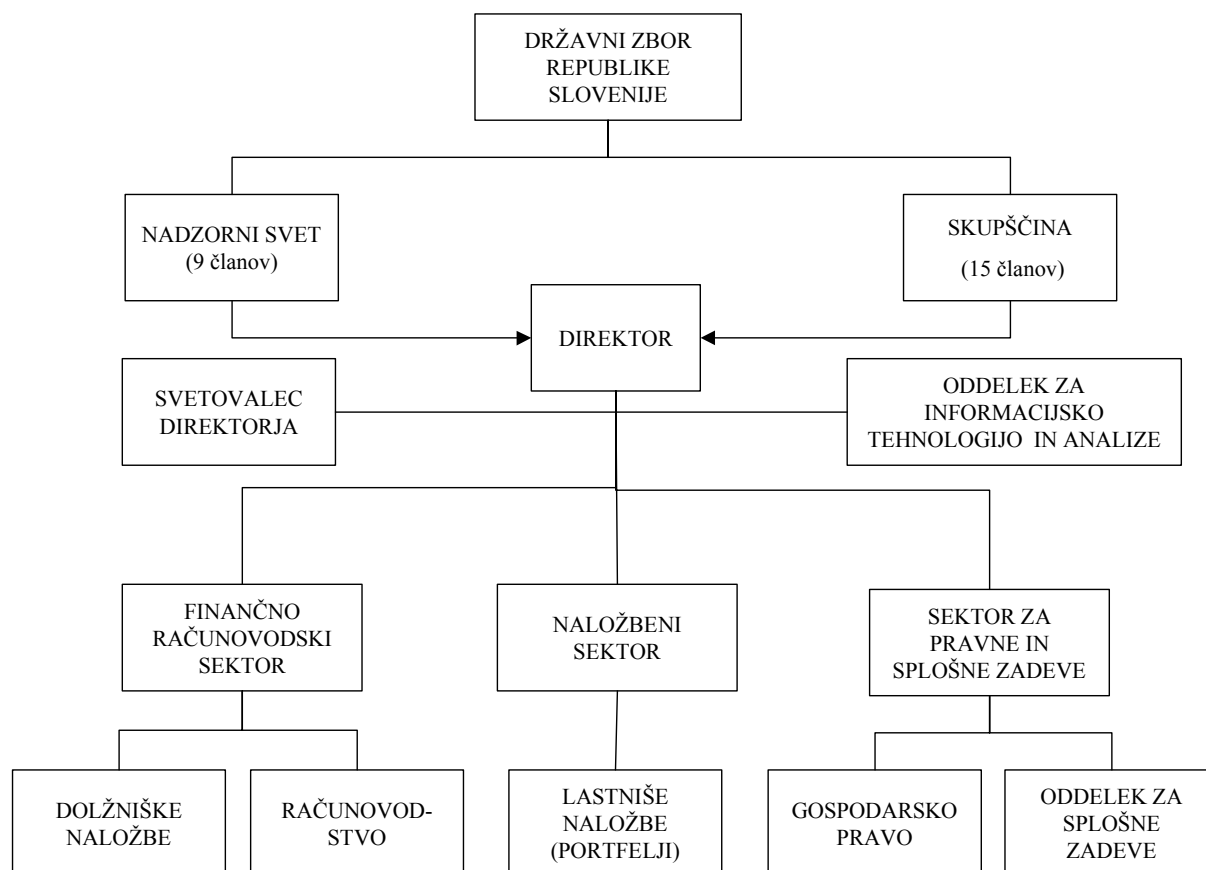 DRŽAVNI ZBOR
REPUBLIKE
SLOVENIJE
NADZORNI SVET
(9 članov)
SKUPŠČINA
(15 članov)
DIREKTOR
SVETOVALEC
DIREKTORJA
ODDELEK ZA
INFORMACIJSKO
TEHNOLOGIJO IN ANALIZE
FINANČNO
RAČUNOVODSKI
SEKTOR
NALOŽBENI
SEKTOR
SEKTOR ZA
PRAVNE IN
SPLOŠNE ZADEVE
DOLŽNIŠKE
NALOŽBE
RAČUNOVOD-
STVO
LASTNIŠE
NALOŽBE
(PORTFELJI)
GOSPODARSKO
PRAVO
ODDELEK ZA
SPLOŠNE
ZADEVE